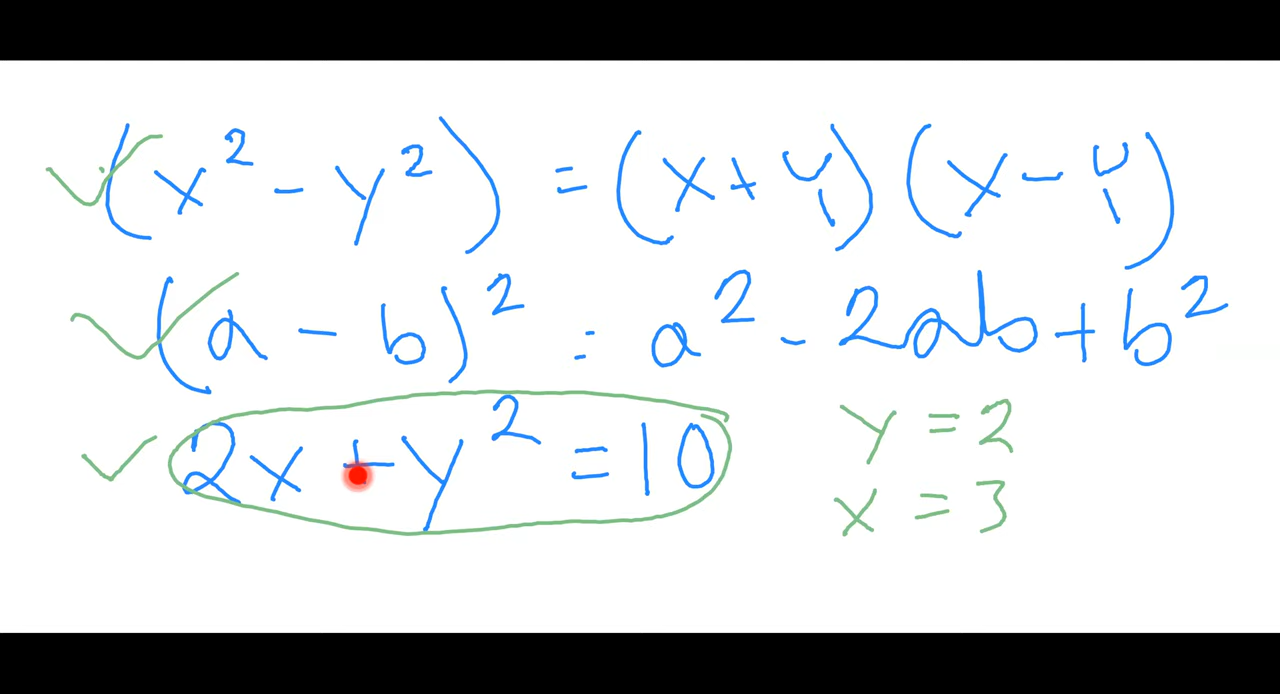 (x² - y²) = (x + y)(x - y)
(a - b)² = a² - 2ab + b²
2x + y² = 10
y = 2
x = 3